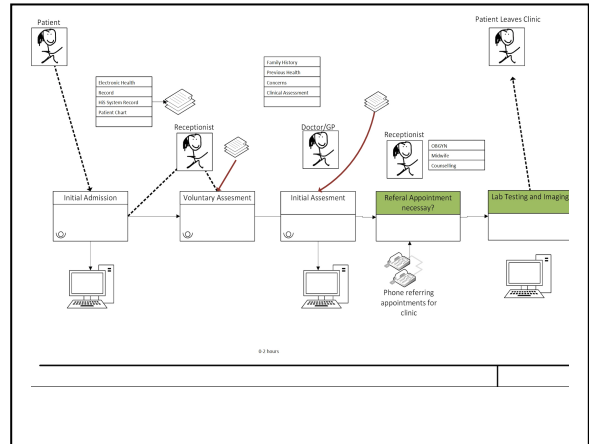 Patient
Patient Leaves Clinic
Electronic Health
Record
HIS System Record
Patient Chart
Family History
Previous Health
Concerns
Clinical Assessment
Receptionist
Doctor/GP
Receptionist
OBGYN
Midwife
Counselling
Initial Admission
Voluntary Assesment
Initial Assesment
Referal Appointment
necessay?
Lab Testing and Imaging
Phone referring
appointments for
clinic
0-2 hours